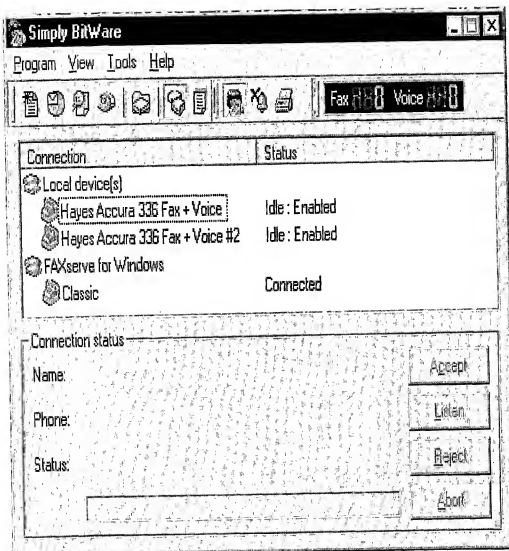 Simply BitWare
Program View Tools Help
Fax 0 Voice 0
Connection Status
Local device(s)
Hayes Accura 336 Fax + Voice Idle : Enabled
Hayes Accura 336 Fax + Voice #2 Idle : Enabled
FAXserve for Windows
Classic Connected
Connection status
Name: Accept
Phone: Listen
Status: Reject
Abort